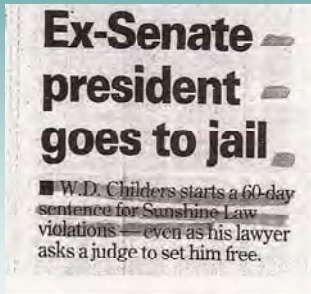 Ex-Senate
president
goes to jail
■ W.D. Childers starts a 60-day
sentence for Sunshine Law
violations — even as his lawyer
asks a judge to set him free.